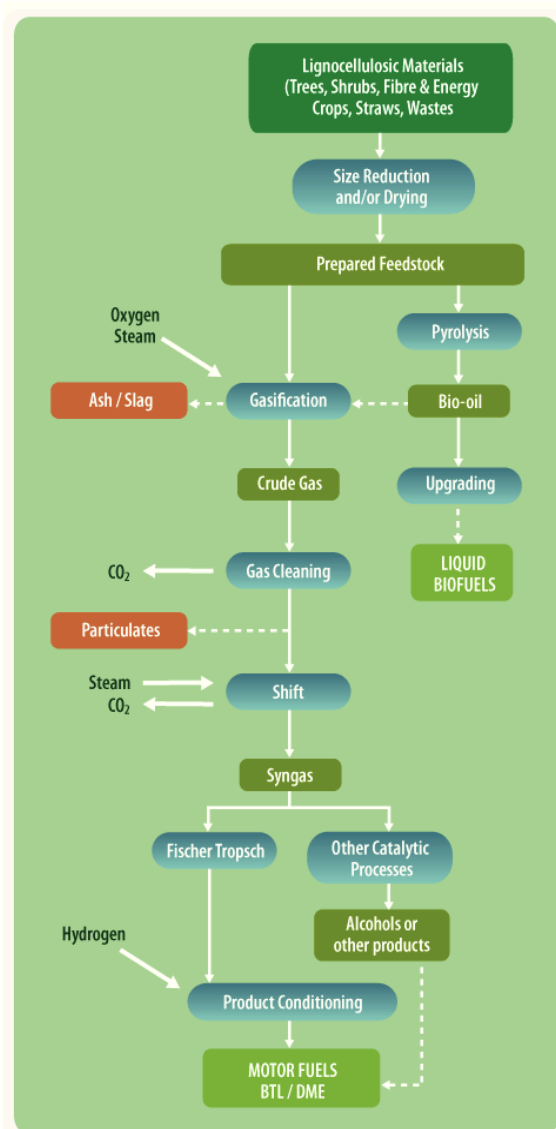 Lignocellulosic Materials
(Trees, Shrubs, Fibre & Energy
Crops, Straws, Wastes
Size Reduction
and/or Drying
Prepared Feedstock
Oxygen
Steam
Pyrolysis
Ash / Slag
Gasification
Bio-oil
Crude Gas
Upgrading
CO₂
Gas Cleaning
LIQUID
BIOFUELS
Particulates
Steam
CO₂
Shift
Syngas
Fischer Tropsch
Other Catalytic
Processes
Alcohols or
other products
Hydrogen
Product Conditioning
MOTOR FUELS
BTL / DME